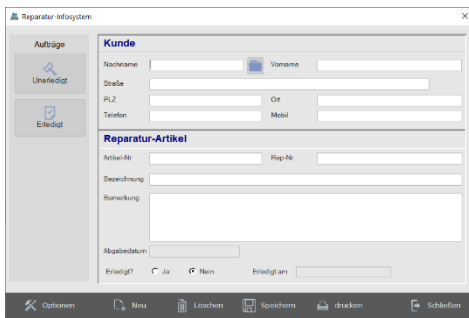 Reparatur-Infosystem
Aufträge
Unerledigt
Erledigt
Kunde
Nachname Vorname
Straße
PLZ Ort
Telefon Mobil
Reparatur-Artikel
Artikel-Nr Rep-Nr
Bezeichnung
Bemerkung
Abgabedatum
Erledigt? Ja Nein Erledigt am
Optionen Neu Löschen Speichern drucken Schließen